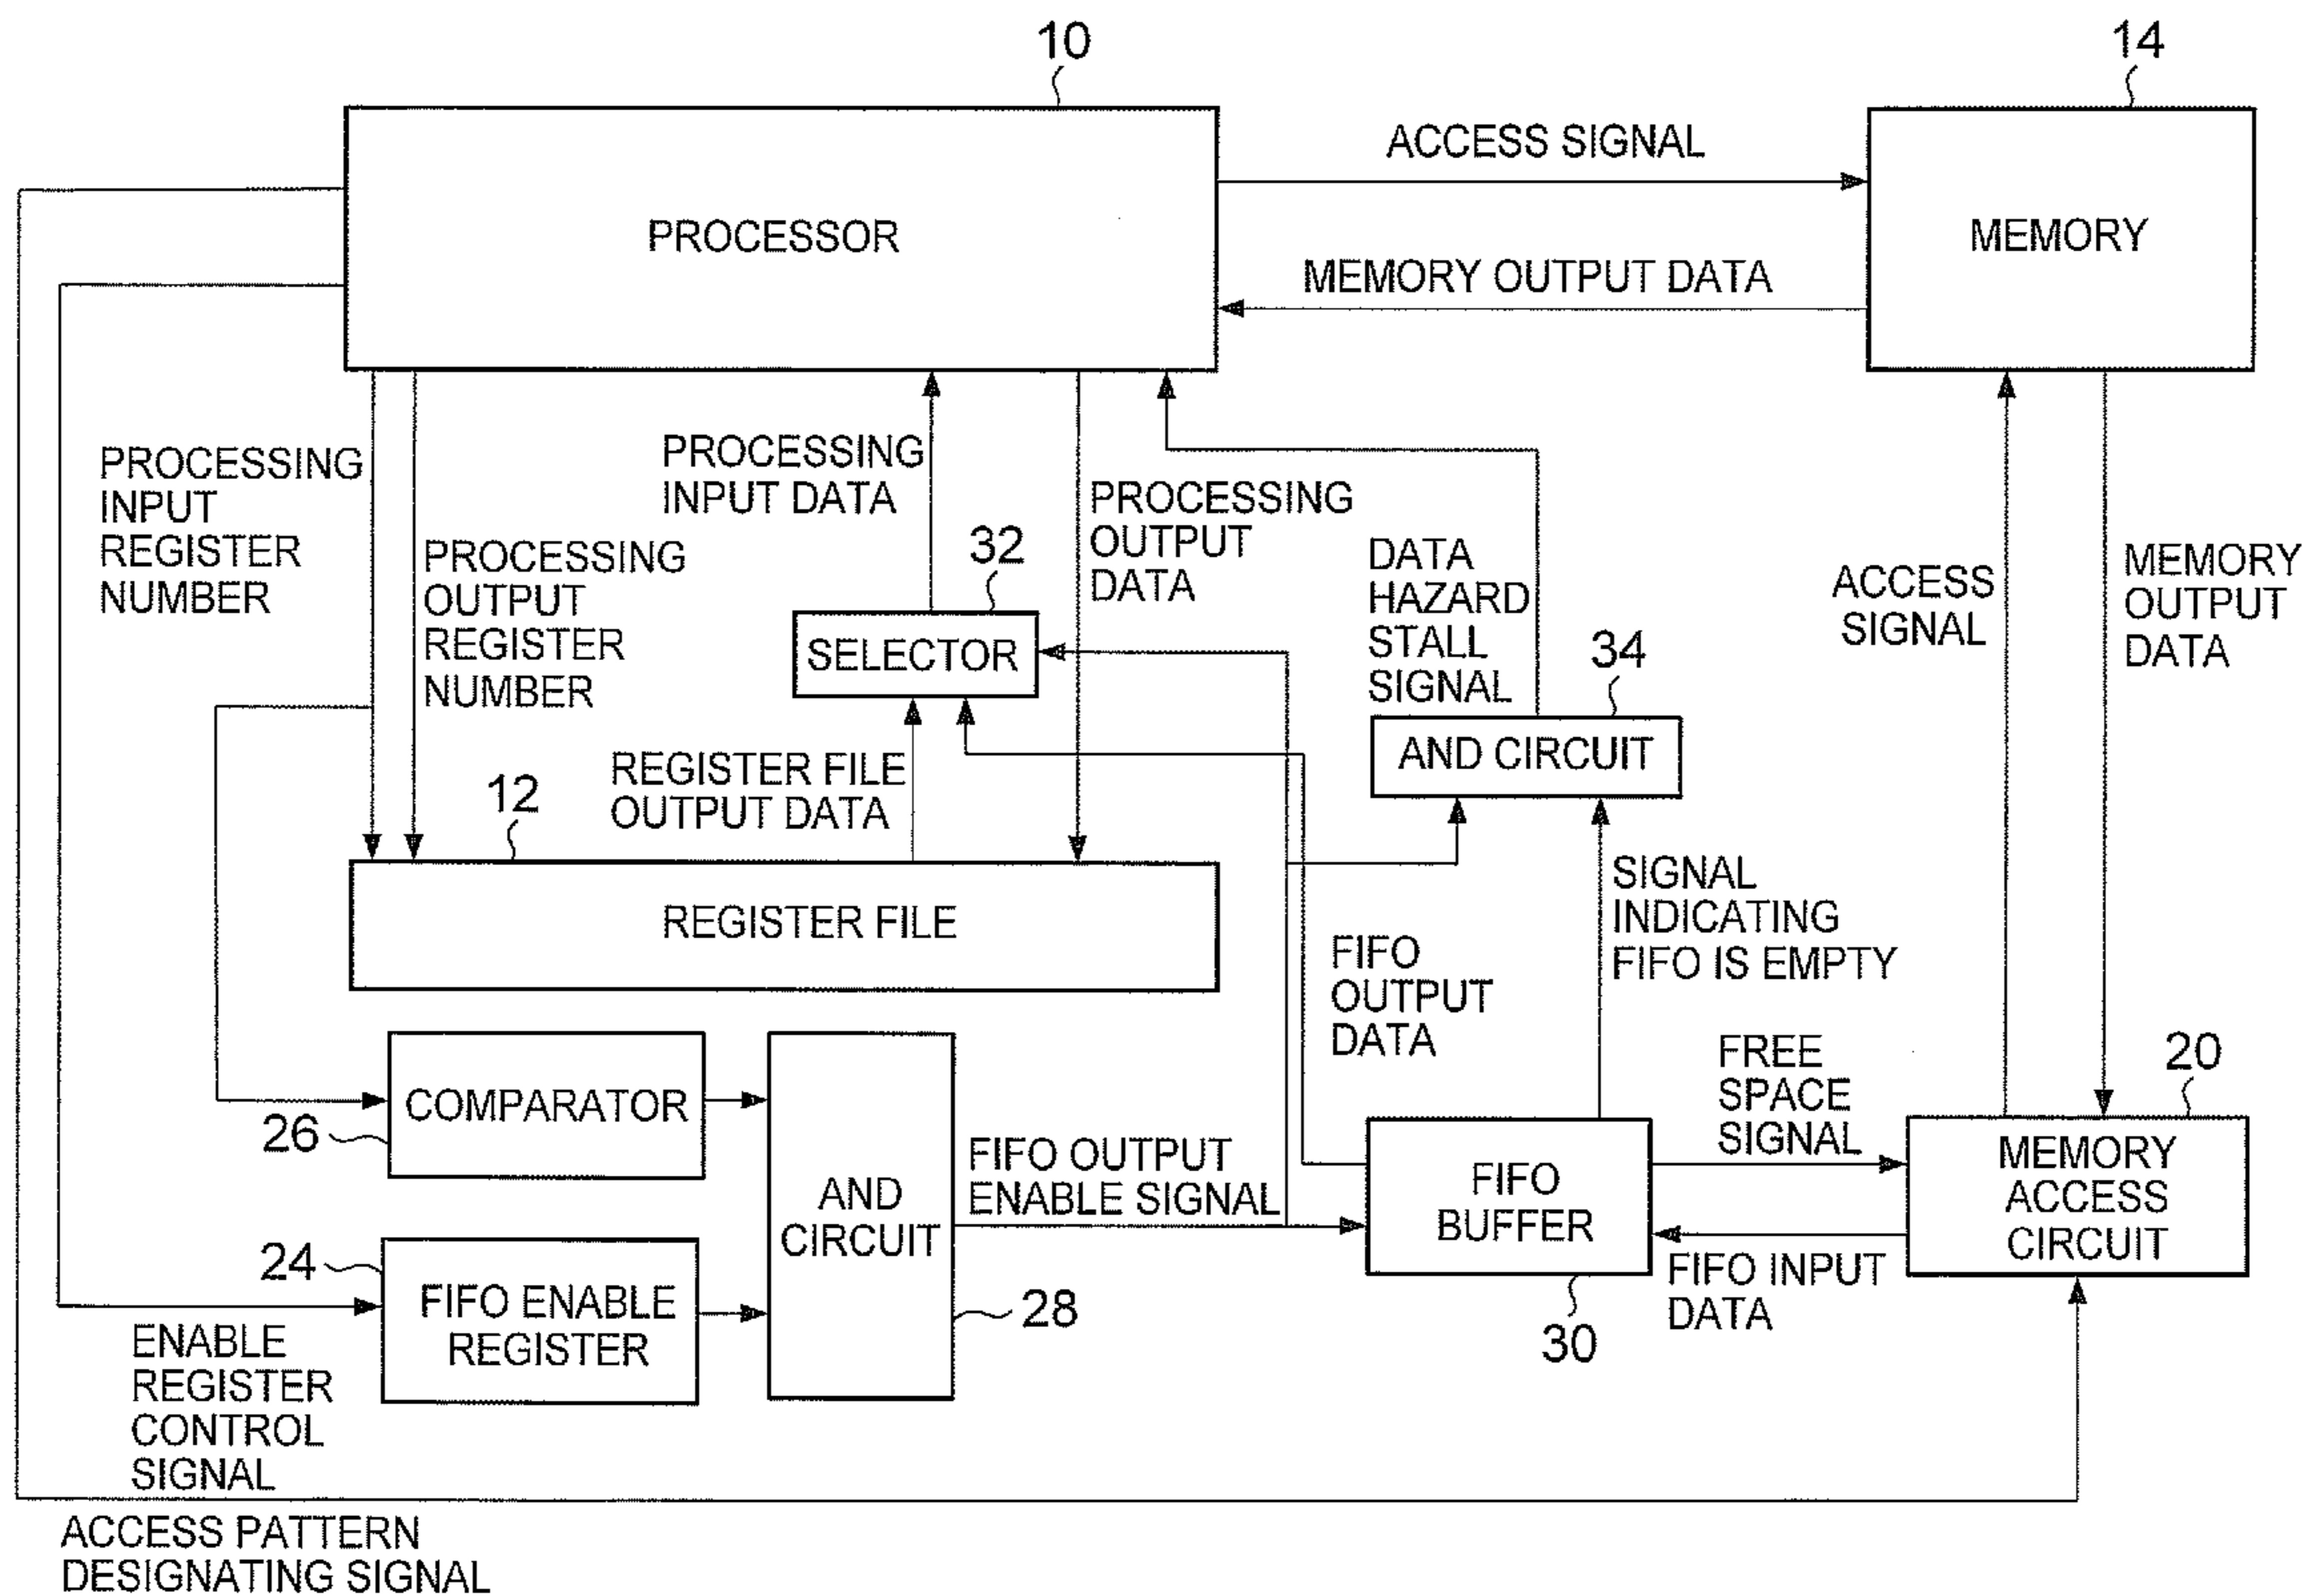 10
14
PROCESSOR
ACCESS SIGNAL
MEMORY
MEMORY OUTPUT DATA
PROCESSING
INPUT
REGISTER
NUMBER
PROCESSING
OUTPUT
REGISTER
NUMBER
PROCESSING
INPUT DATA
PROCESSING
OUTPUT
DATA
32
SELECTOR
DATA
HAZARD
STALL
SIGNAL
34
AND CIRCUIT
ACCESS
SIGNAL
MEMORY
OUTPUT
DATA
REGISTER FILE
OUTPUT DATA
12
REGISTER FILE
SIGNAL
INDICATING
FIFO IS EMPTY
FIFO
OUTPUT
DATA
COMPARATOR
26
AND
CIRCUIT
28
FIFO OUTPUT
ENABLE SIGNAL
FREE
SPACE
SIGNAL
20
MEMORY
ACCESS
CIRCUIT
FIFO
BUFFER
30
FIFO INPUT
DATA
24
FIFO ENABLE
REGISTER
ENABLE
REGISTER
CONTROL
SIGNAL
ACCESS PATTERN
DESIGNATING SIGNAL